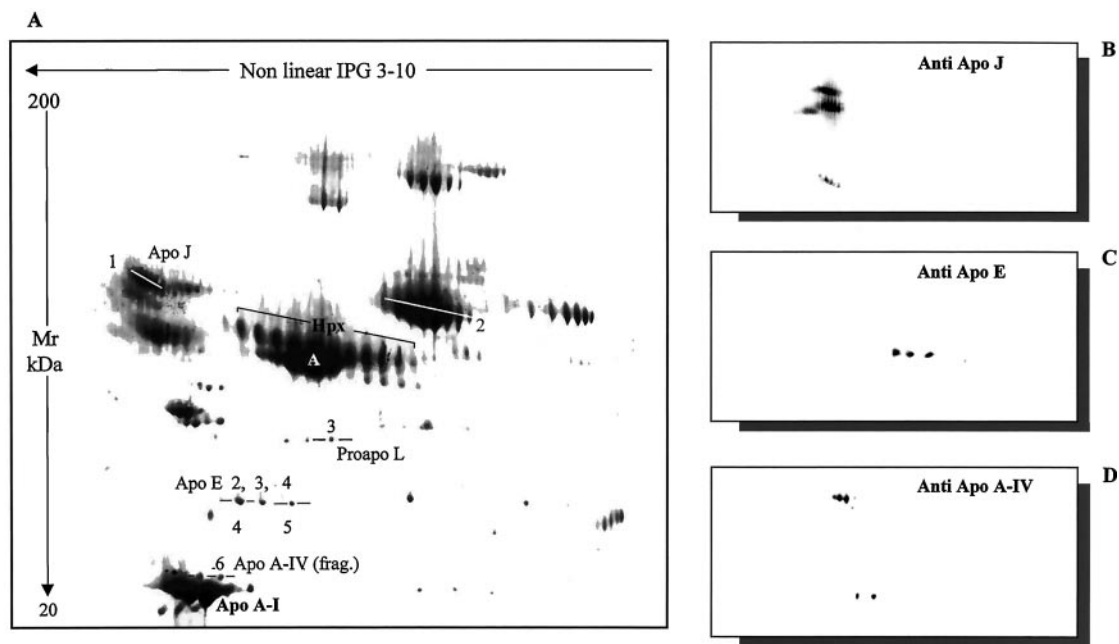 A
Non linear IPG 3-10
200
1
Apo J
Mr
kDa
Hpx
A
2
3
Proapo L
Apo E 2, 3, 4
4 5
.6 Apo A-IV (frag.)
Apo A-I
20
B
Anti Apo J
C
Anti Apo E
D
Anti Apo A-IV